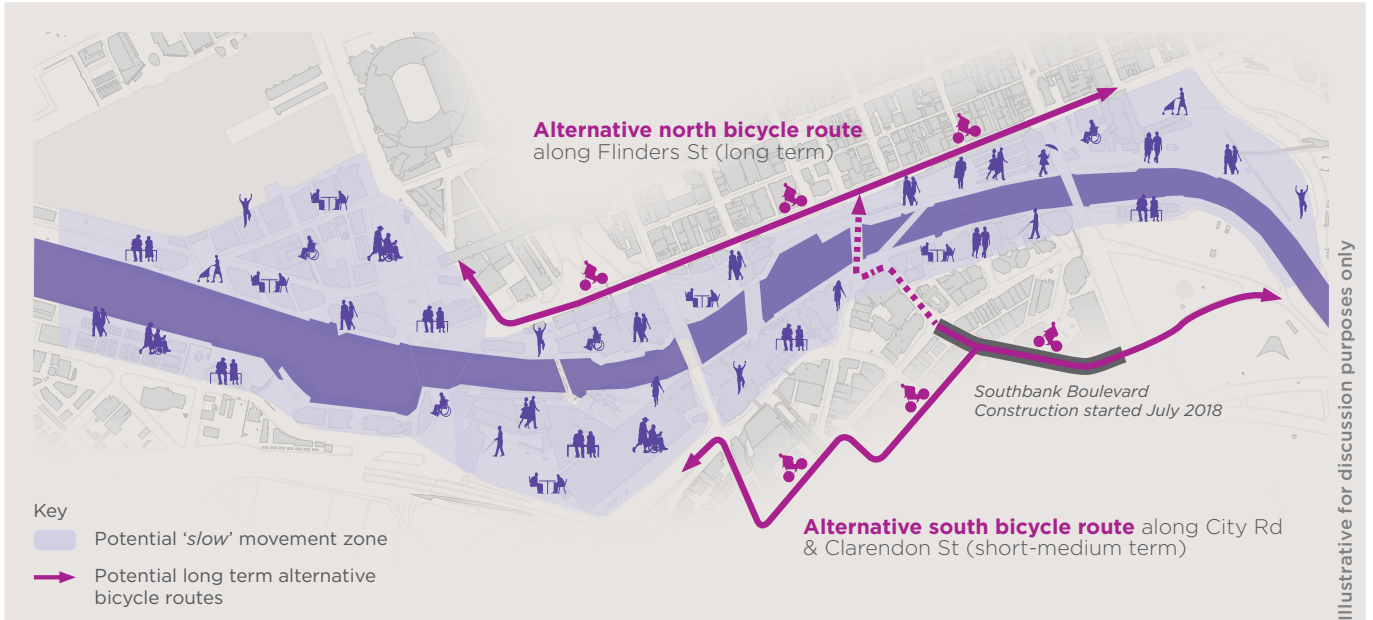 Alternative north bicycle route
along Flinders St (long term)
Southbank Boulevard
Construction started July 2018
Alternative south bicycle route along City Rd
& Clarendon St (short-medium term)
Key
Potential ‘slow’ movement zone
Potential long term alternative
bicycle routes
Illustrative for discussion purposes only